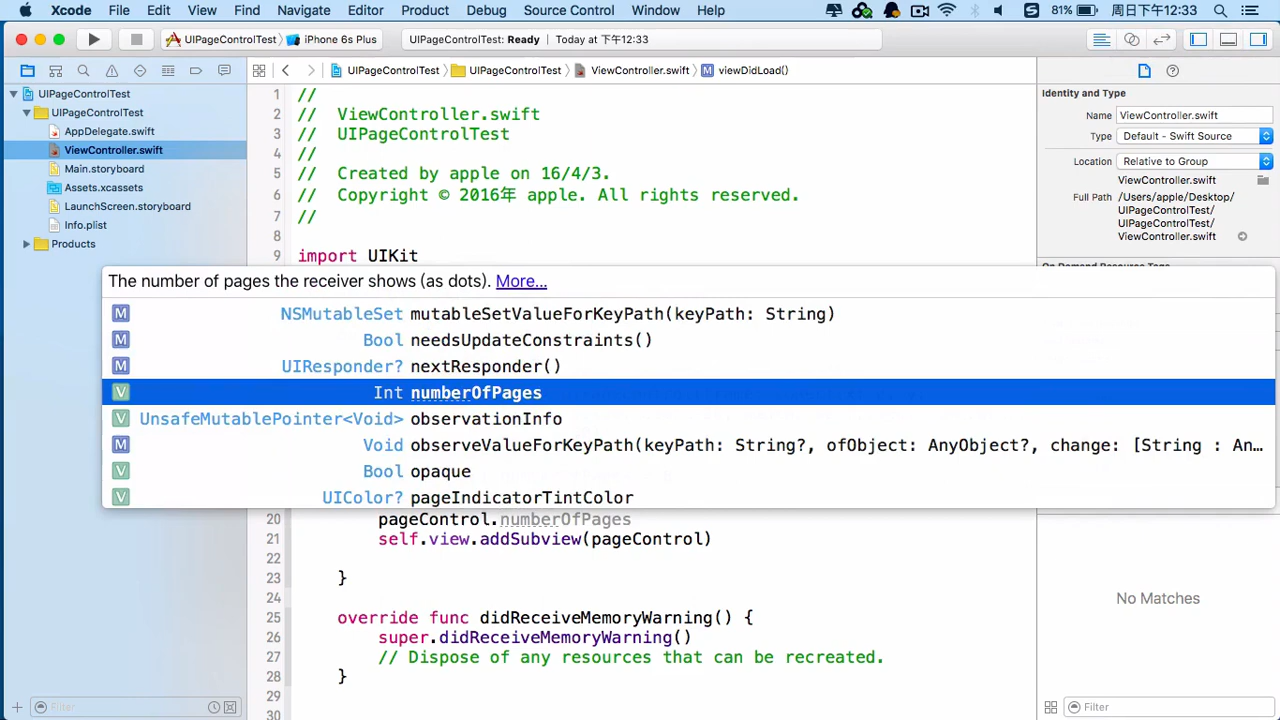 Xcode File Edit View Find Navigate Editor Product Debug Source Control Window Help 81% 周日下午12:33
UIPageControlTest iPhone 6s Plus UIPageControlTest: Ready Today at 下午12:33
UIPageControlTest UIPageControlTest ViewController.swift viewDidLoad()
UIPageControlTest
UIPageControlTest
AppDelegate.swift
ViewController.swift
Main.storyboard
Assets.xcassets
LaunchScreen.storyboard
Info.plist
Products
1 //
2 // ViewController.swift
3 // UIPageControlTest
4 //
5 // Created by apple on 16/4/3.
6 // Copyright © 2016年 apple. All rights reserved.
7 //
8
9 import UIKit
The number of pages the receiver shows (as dots). More...
M NSMutableSet mutableSetValueForKeyPath(keyPath: String)
M Bool needsUpdateConstraints()
M UIResponder? nextResponder()
V Int numberOfPages
V UnsafeMutablePointer<Void> observationInfo
M Void observeValueForKeyPath(keyPath: String?, ofObject: AnyObject?, change: [String : An...
V Bool opaque
V UIColor? pageIndicatorTintColor
20 pageControl.numberOfPages
21 self.view.addSubview(pageControl)
22
23 }
24
25 override func didReceiveMemoryWarning() {
26 super.didReceiveMemoryWarning()
27 // Dispose of any resources that can be recreated.
28 }
29
30
Identity and Type
Name ViewController.swift
Type Default - Swift Source
Location Relative to Group
ViewController.swift
Full Path /Users/apple/Desktop/
UIPageControlTest/
UIPageControlTest/
ViewController.swift
No Matches
Filter
Filter